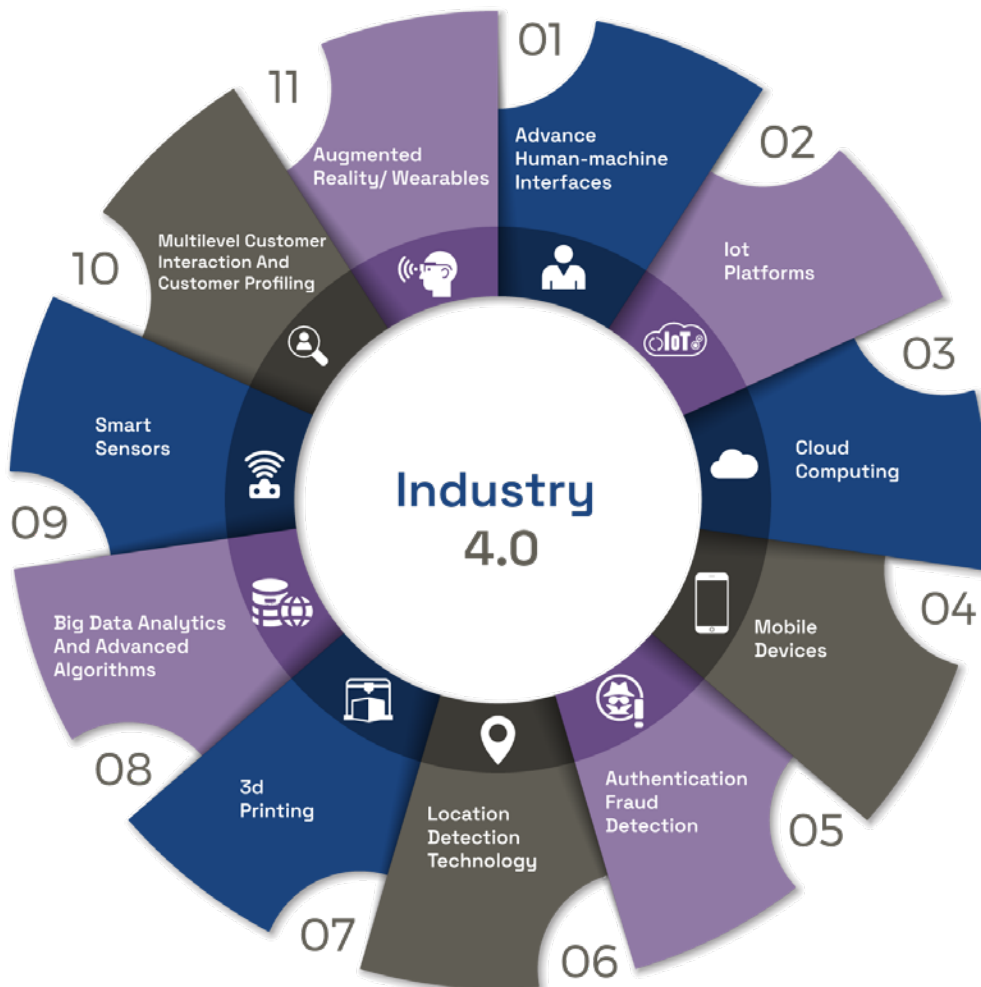 Industry
4.0
01
Advance
Human-machine
Interfaces
02
Iot
Platforms
IoT
03
Cloud
Computing
04
Mobile
Devices
05
Authentication
Fraud
Detection
06
Location
Detection
Technology
07
3d
Printing
08
Big Data Analytics
And Advanced
Algorithms
09
Smart
Sensors
10
Multilevel Customer
Interaction And
Customer Profiling
11
Augmented
Reality/ Wearables